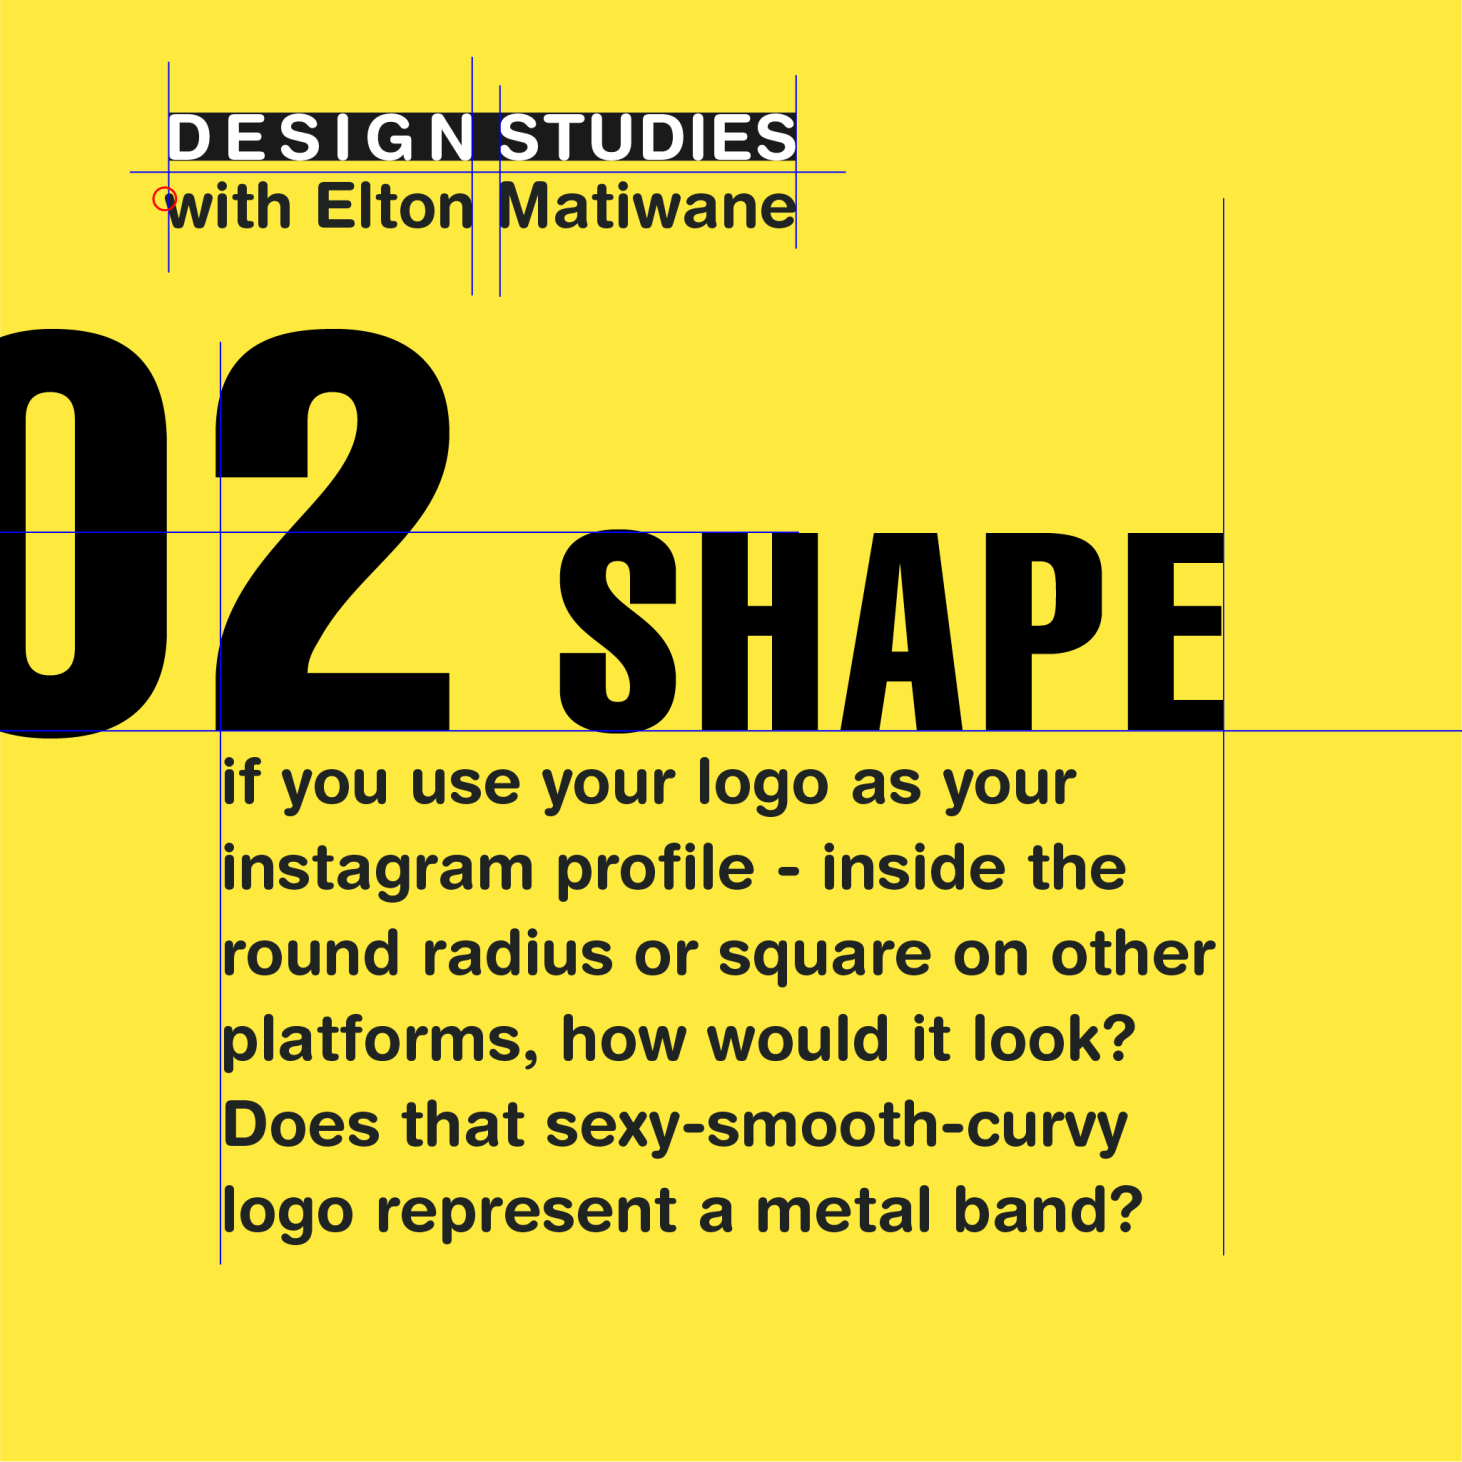 DESIGN STUDIES
with Elton Matiwane
02 SHAPE
if you use your logo as your
instagram profile - inside the
round radius or square on other
platforms, how would it look?
Does that sexy-smooth-curvy
logo represent a metal band?